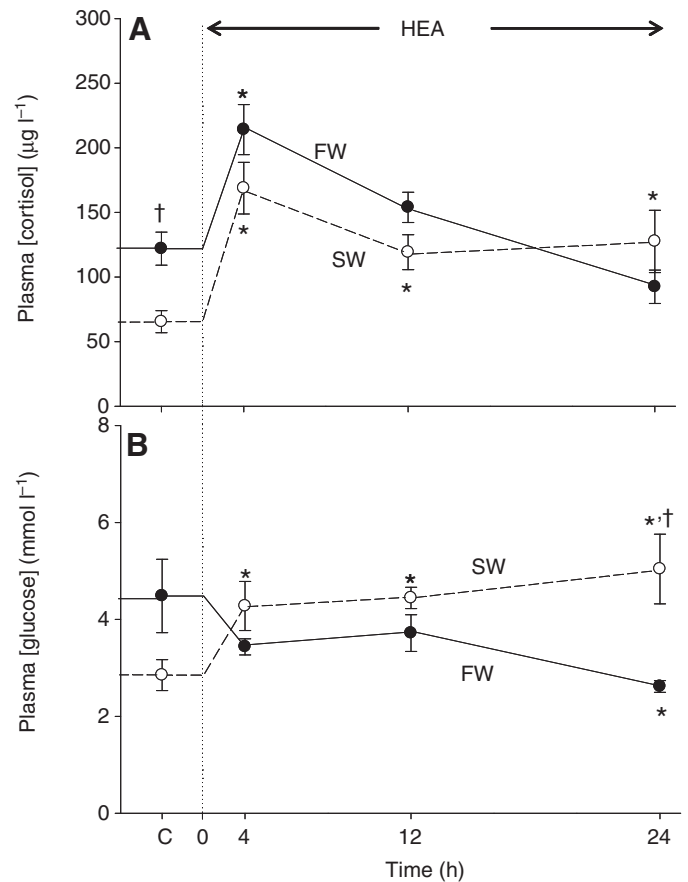 A
HEA
300
250
200
150
100
50
0
Plasma [cortisol] (μg l⁻¹)
*
FW
†
*
*
SW
*
B
8
6
4
2
0
Plasma [glucose] (mmol l⁻¹)
*,†
*
*
SW
FW
*
C 0 4 12 24
Time (h)